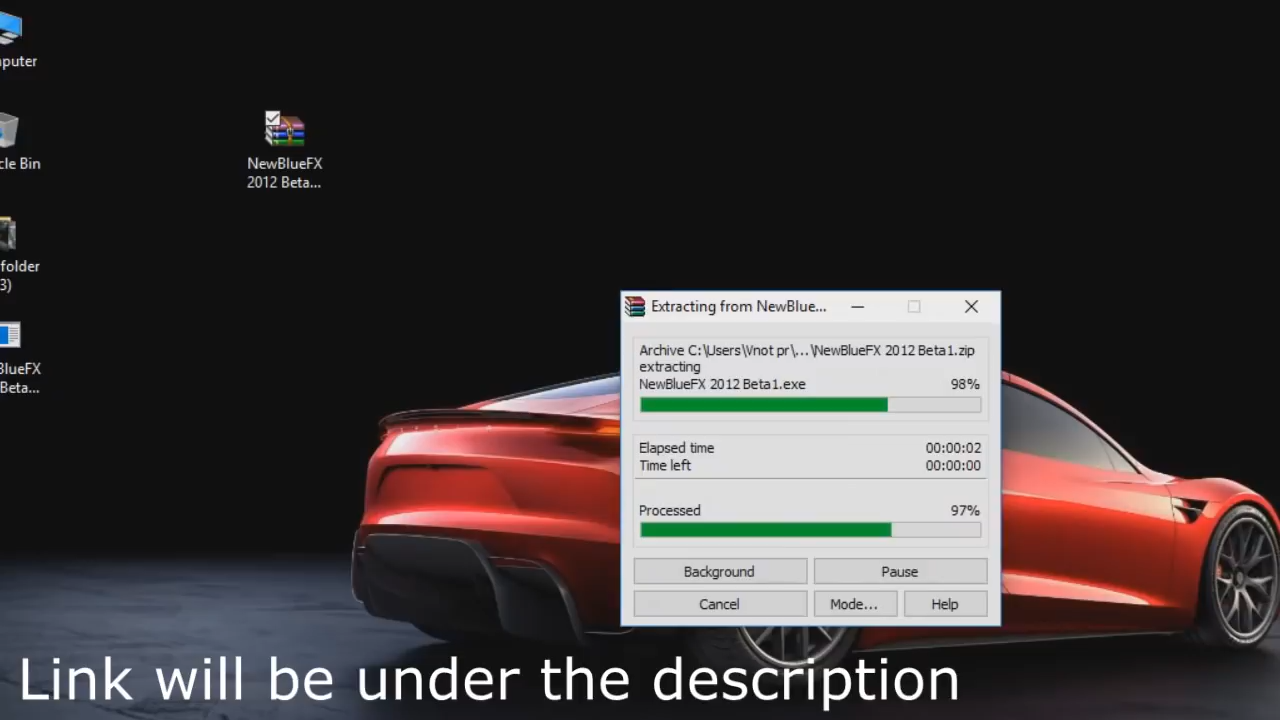 mputer
cle Bin
folder
3)
BlueFX
Beta...
NewBlueFX
2012 Beta...
Extracting from NewBlue...
Archive C:\Users\Vnot pr\...\NewBlueFX 2012 Beta1.zip
extracting
NewBlueFX 2012 Beta1.exe 98%
Elapsed time 00:00:02
Time left 00:00:00
Processed 97%
Background Pause
Cancel Mode... Help
Link will be under the description